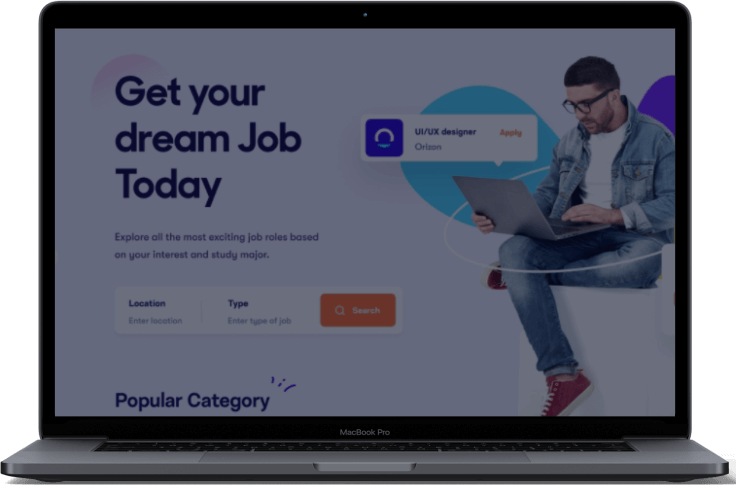 Get your
dream Job
Today
UI/UX designer
Apply
Orizon
Explore all the most exciting job roles based
on your interest and study major.
Location
Type
Enter location
Enter type of job
Search
Popular Category
MacBook Pro